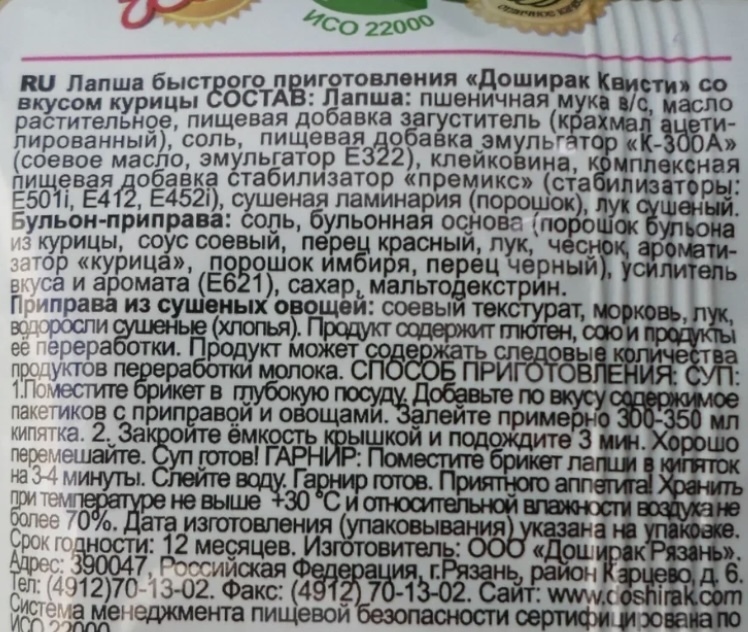 ИСО 22000
RU Лапша быстрого приготовления «Доширак Квисти» со
вкусом курицы СОСТАВ: Лапша: пшеничная мука в/с, масло
растительное, пищевая добавка загуститель (крахмал ацети-
лированный), соль, пищевая добавка эмульгатор «К-300А»
(соевое масло, эмульгатор Е322), клейковина, комплексная
пищевая добавка стабилизатор «премикс» (стабилизаторы:
Е501i, Е412, Е452i), сушеная ламинария (порошок), лук сушеный.
Бульон-приправа: соль, бульонная основа (порошок бульона
из курицы, соус соевый, перец красный, лук, чеснок, аромати-
затор «курица», порошок имбиря, перец черный), усилитель
вкуса и аромата (Е621), сахар, мальтодекстрин.
Приправа из сушеных овощей: соевый текстурат, морковь, лук,
водоросли сушеные (хлопья). Продукт содержит глютен, сою и продукты
её переработки. Продукт может содержать следовые количества
продуктов переработки молока. СПОСОБ ПРИГОТОВЛЕНИЯ: СУП:
1.Поместите брикет в глубокую посуду. Добавьте по вкусу содержимое
пакетиков с приправой и овощами. Залейте примерно 300-350 мл
кипятка. 2. Закройте ёмкость крышкой и подождите 3 мин. Хорошо
перемешайте. Суп готов! ГАРНИР: Поместите брикет лапши в кипяток
на 3-4 минуты. Слейте воду. Гарнир готов. Приятного аппетита! Хранить
при температуре не выше +30 °С и относительной влажности воздуха не
более 70%. Дата изготовления (упаковывания) указана на упаковке.
Срок годности: 12 месяцев. Изготовитель: ООО «Доширак Рязань».
Адрес: 390047, Российская Федерация, г.Рязань, район Карцево, д. 6.
Тел: (4912)70-13-02. Факс: (4912) 70-13-02. Сайт: www.doshirak.com
Система менеджмента пищевой безопасности сертифицирована по
ИСО 22000